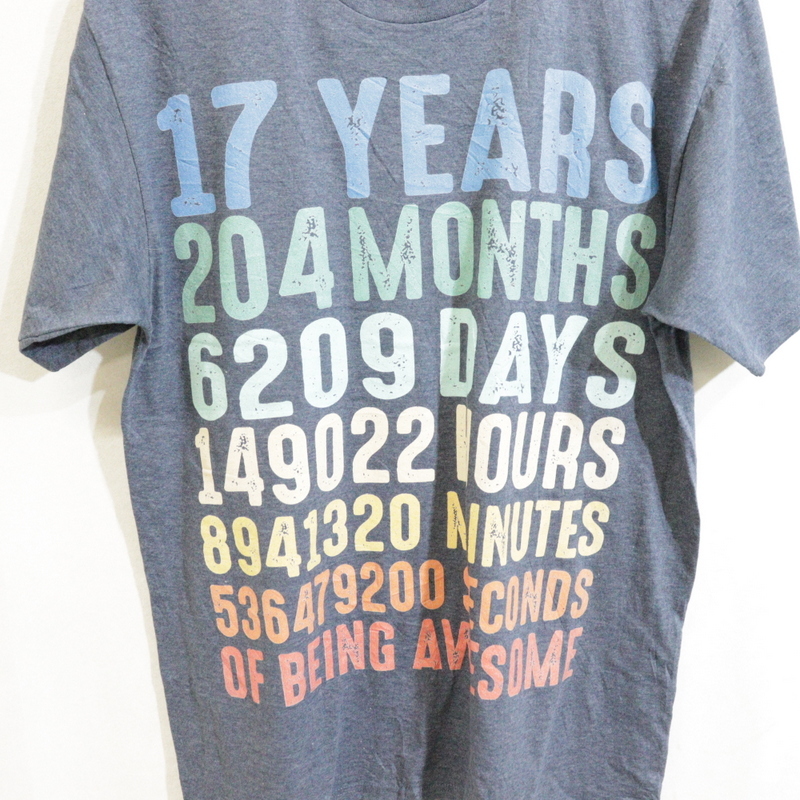 17 YEARS
204 MONTHS
6209 DAYS
149022 HOURS
8941320 MINUTES
536479200 SECONDS
OF BEING AWESOME